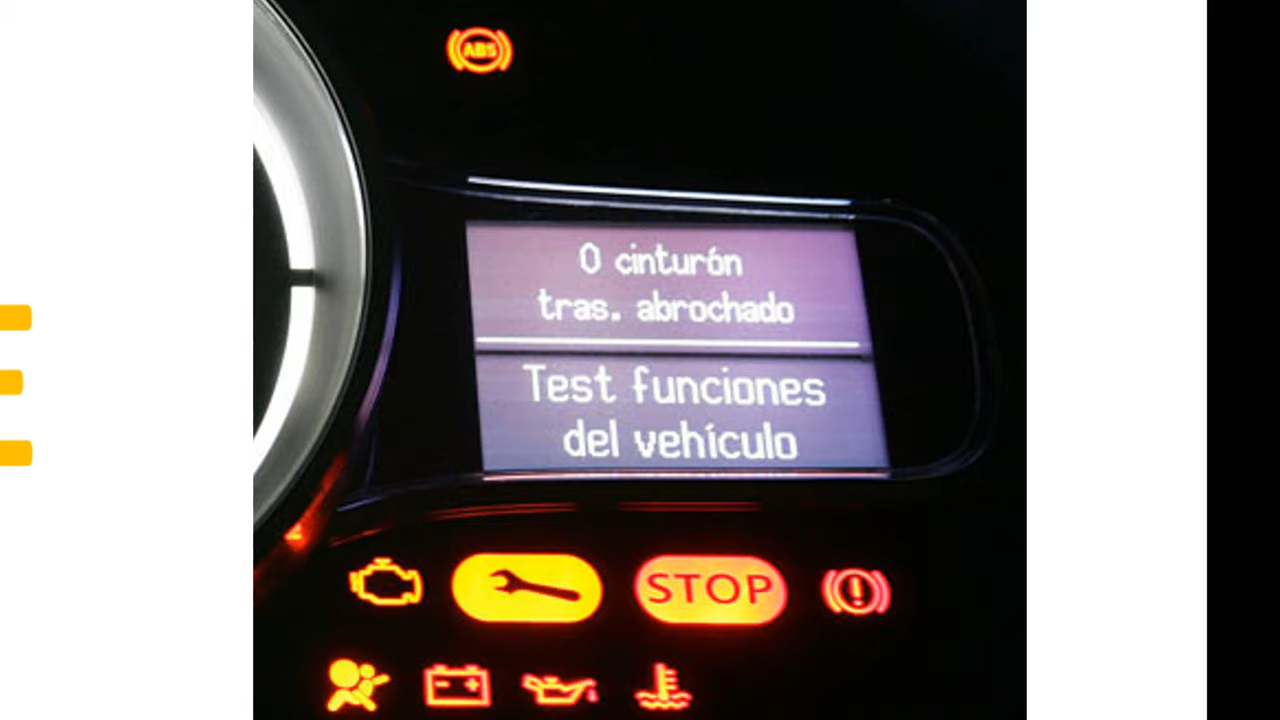 ABS
0 cinturón
tras. abrochado
Test funciones
del vehículo
STOP